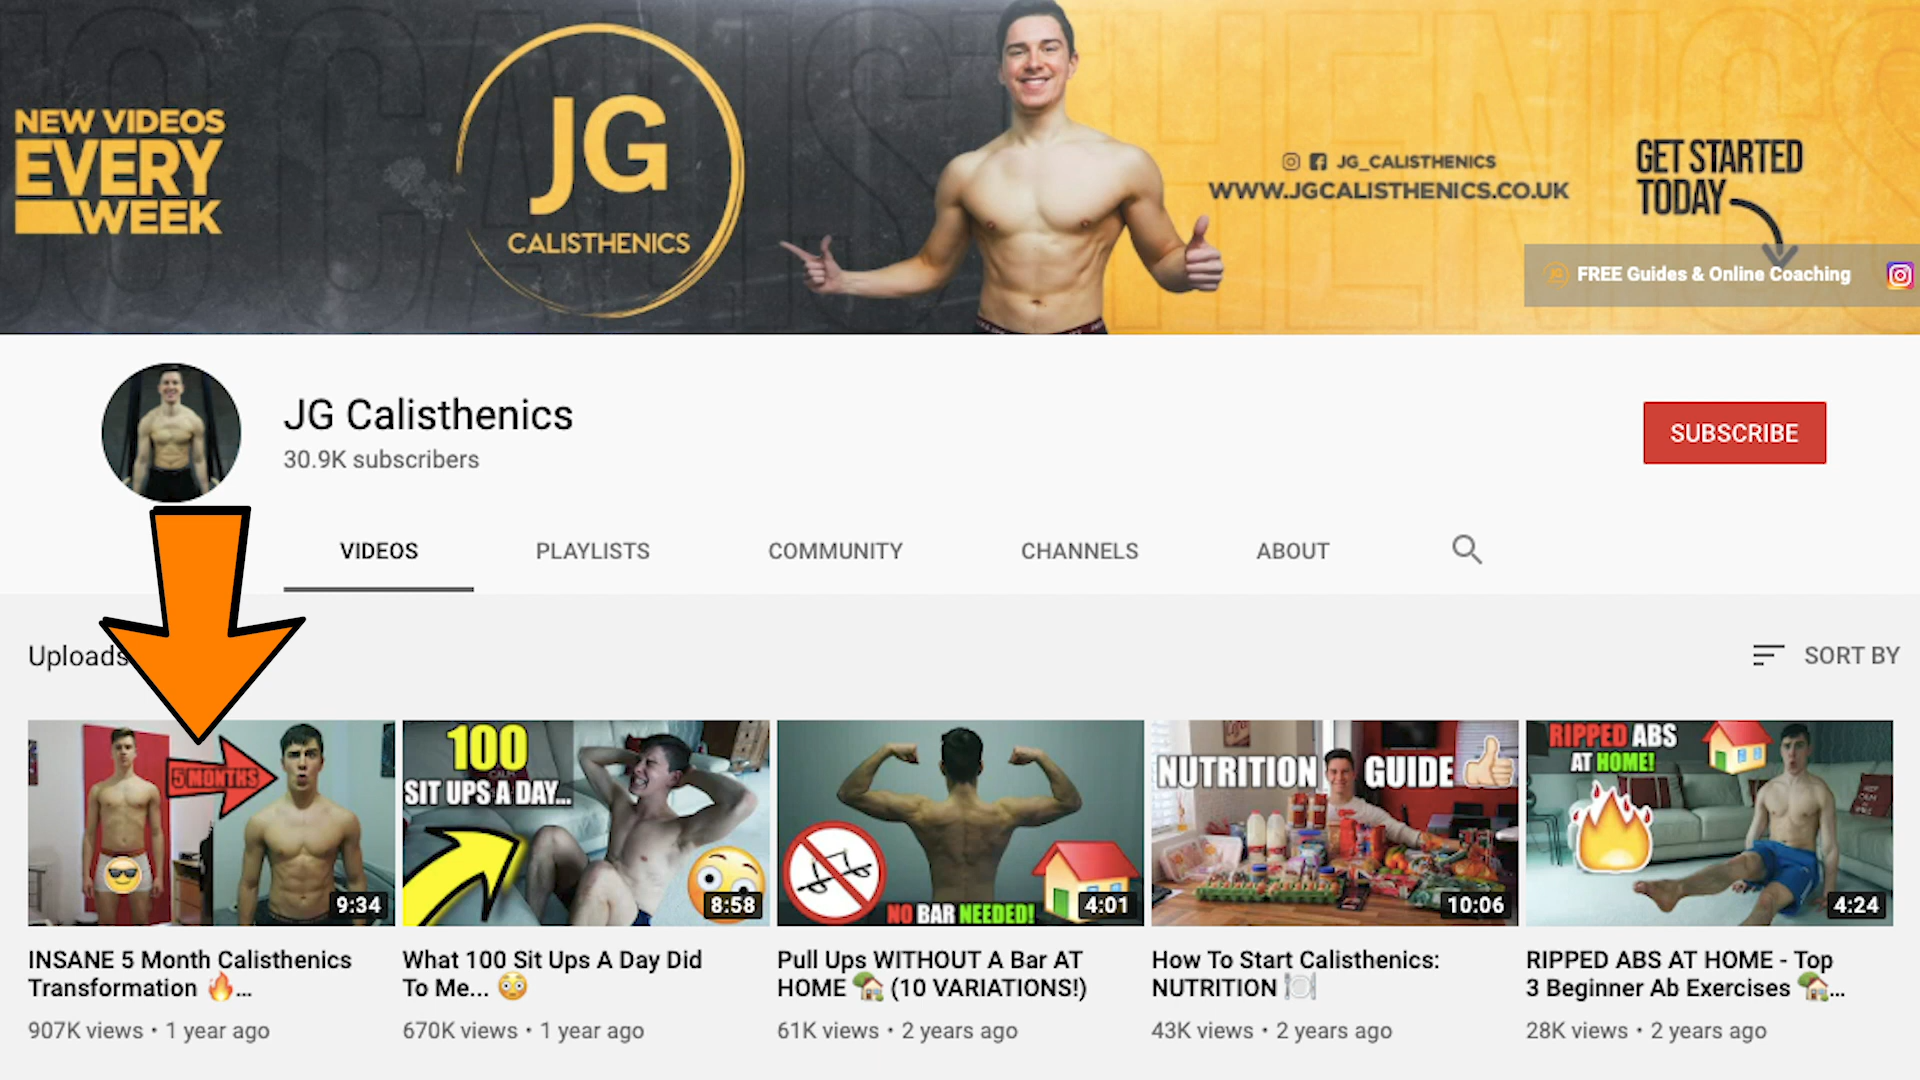 NEW VIDEOS
EVERY
WEEK
JG
CALISTHENICS
JG_CALISTHENICS
WWW.JGCALISTHENICS.CO.UK
GET STARTED
TODAY
FREE Guides & Online Coaching
JG Calisthenics
30.9K subscribers
SUBSCRIBE
VIDEOS
PLAYLISTS
COMMUNITY
CHANNELS
ABOUT
Uploads
SORT BY
5 MONTHS
9:34
100
SIT UPS A DAY...
8:58
NO BAR NEEDED!
4:01
NUTRITION GUIDE
10:06
RIPPED ABS
AT HOME!
4:24
INSANE 5 Month Calisthenics
Transformation 🔥...
907K views • 1 year ago
What 100 Sit Ups A Day Did
To Me... 😳
670K views • 1 year ago
Pull Ups WITHOUT A Bar AT
HOME 🏡 (10 VARIATIONS!)
61K views • 2 years ago
How To Start Calisthenics:
NUTRITION 🍽️
43K views • 2 years ago
RIPPED ABS AT HOME - Top
3 Beginner Ab Exercises 🏡...
28K views • 2 years ago